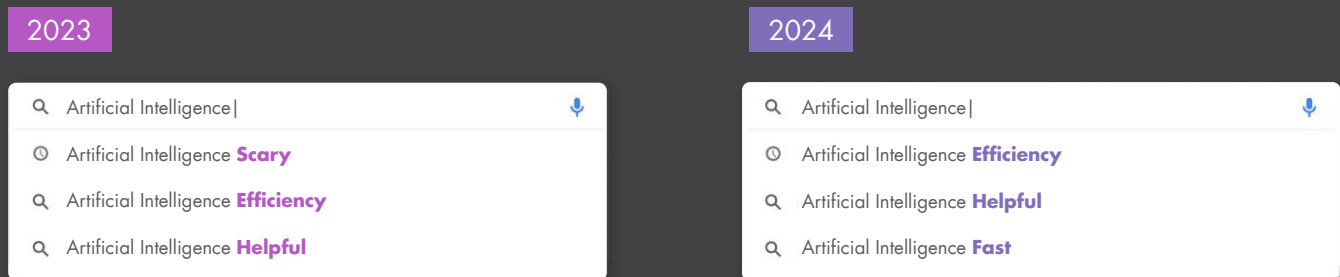 2023
Artificial Intelligence|
Artificial Intelligence Scary
Artificial Intelligence Efficiency
Artificial Intelligence Helpful
2024
Artificial Intelligence|
Artificial Intelligence Efficiency
Artificial Intelligence Helpful
Artificial Intelligence Fast